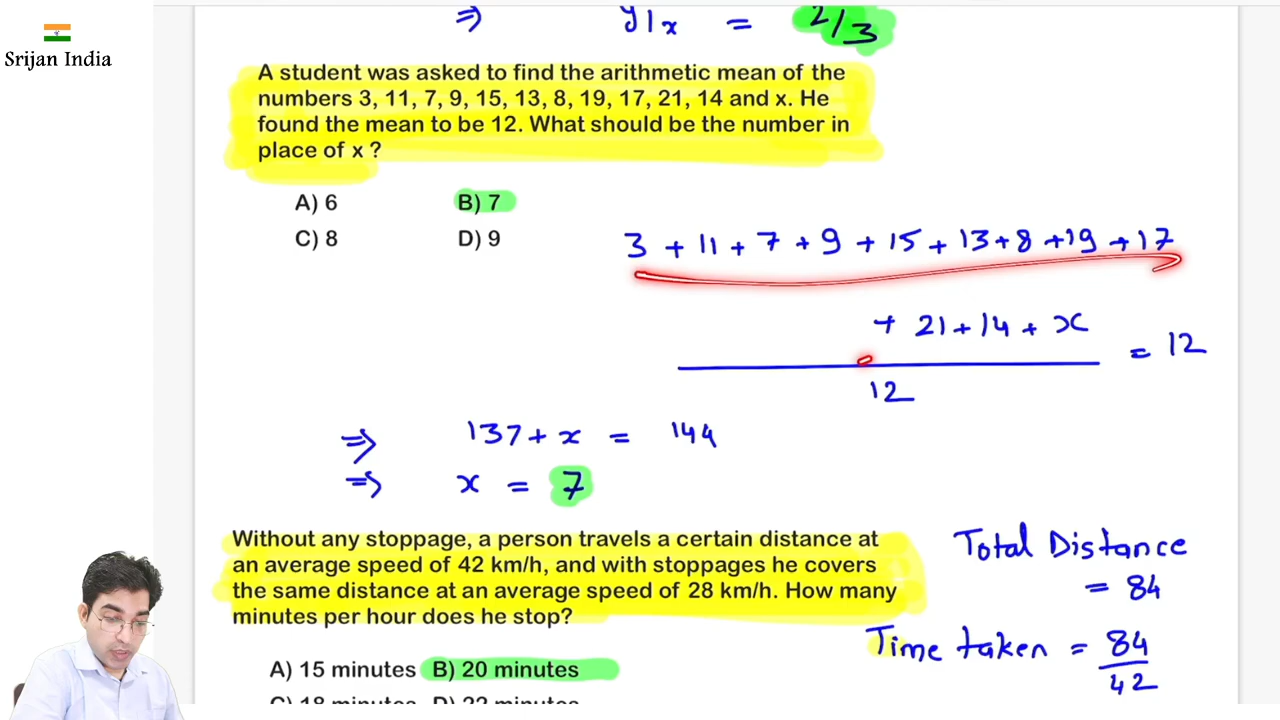 ⇒ y/x = 2/3
Srijan India
A student was asked to find the arithmetic mean of the
numbers 3, 11, 7, 9, 15, 13, 8, 19, 17, 21, 14 and x. He
found the mean to be 12. What should be the number in
place of x ?
A) 6 B) 7
C) 8 D) 9
3 + 11 + 7 + 9 + 15 + 13 + 8 + 19 + 17
+ 21 + 14 + x
= 12
12
⇒ 137 + x = 144
⇒ x = 7
Without any stoppage, a person travels a certain distance at
an average speed of 42 km/h, and with stoppages he covers
the same distance at an average speed of 28 km/h. How many
minutes per hour does he stop?
Total Distance
= 84
Time taken = 84
42
A) 15 minutes B) 20 minutes
C) 18 minutes D) 22 minutes